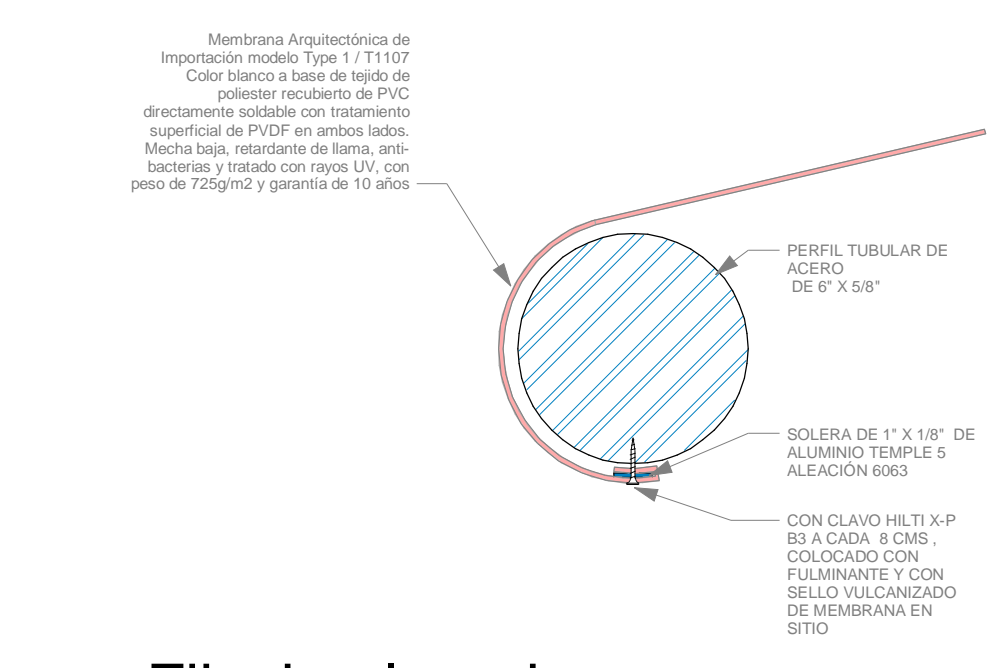 Membrana Arquitectónica de
Importación modelo Type 1 / T1107
Color blanco a base de tejido de
poliester recubierto de PVC
directamente soldable con tratamiento
superficial de PVDF en ambos lados.
Mecha baja, retardante de llama, anti-
bacterias y tratado con rayos UV, con
peso de 725g/m2 y garantía de 10 años
PERFIL TUBULAR DE
ACERO
DE 6" X 5/8"
SOLERA DE 1" X 1/8" DE
ALUMINIO TEMPLE 5
ALEACIÓN 6063
CON CLAVO HILTI X-P
B3 A CADA 8 CMS ,
COLOCADO CON
FULMINANTE Y CON
SELLO VULCANIZADO
DE MEMBRANA EN
SITIO